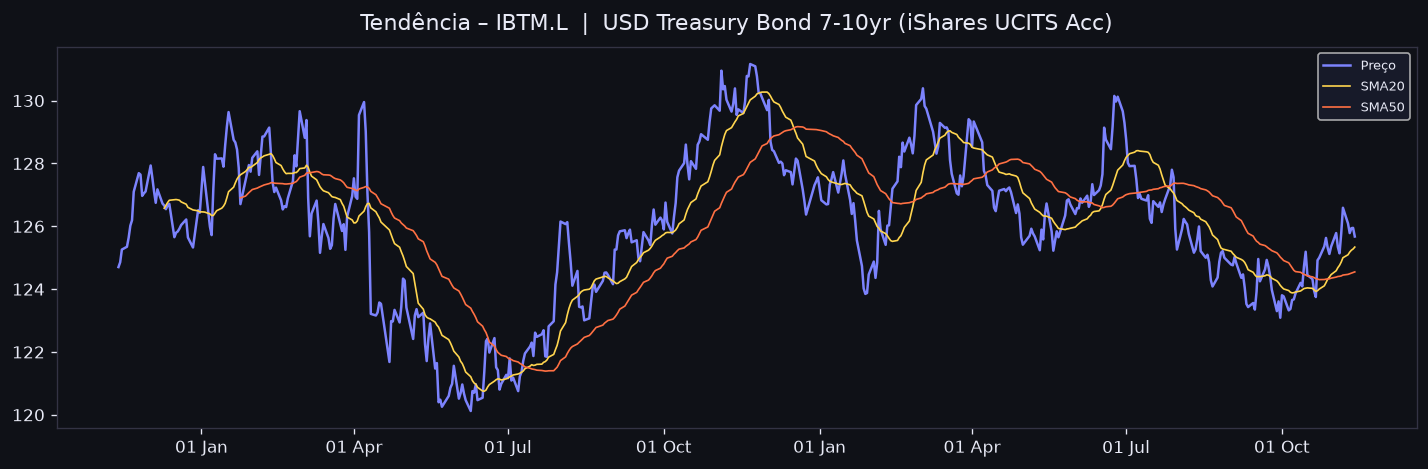 Tendência – IBTM.L | USD Treasury Bond 7-10yr (iShares UCITS Acc)
Preço
SMA20
SMA50
130
128
126
124
122
120
01 Jan
01 Apr
01 Jul
01 Oct
01 Jan
01 Apr
01 Jul
01 Oct